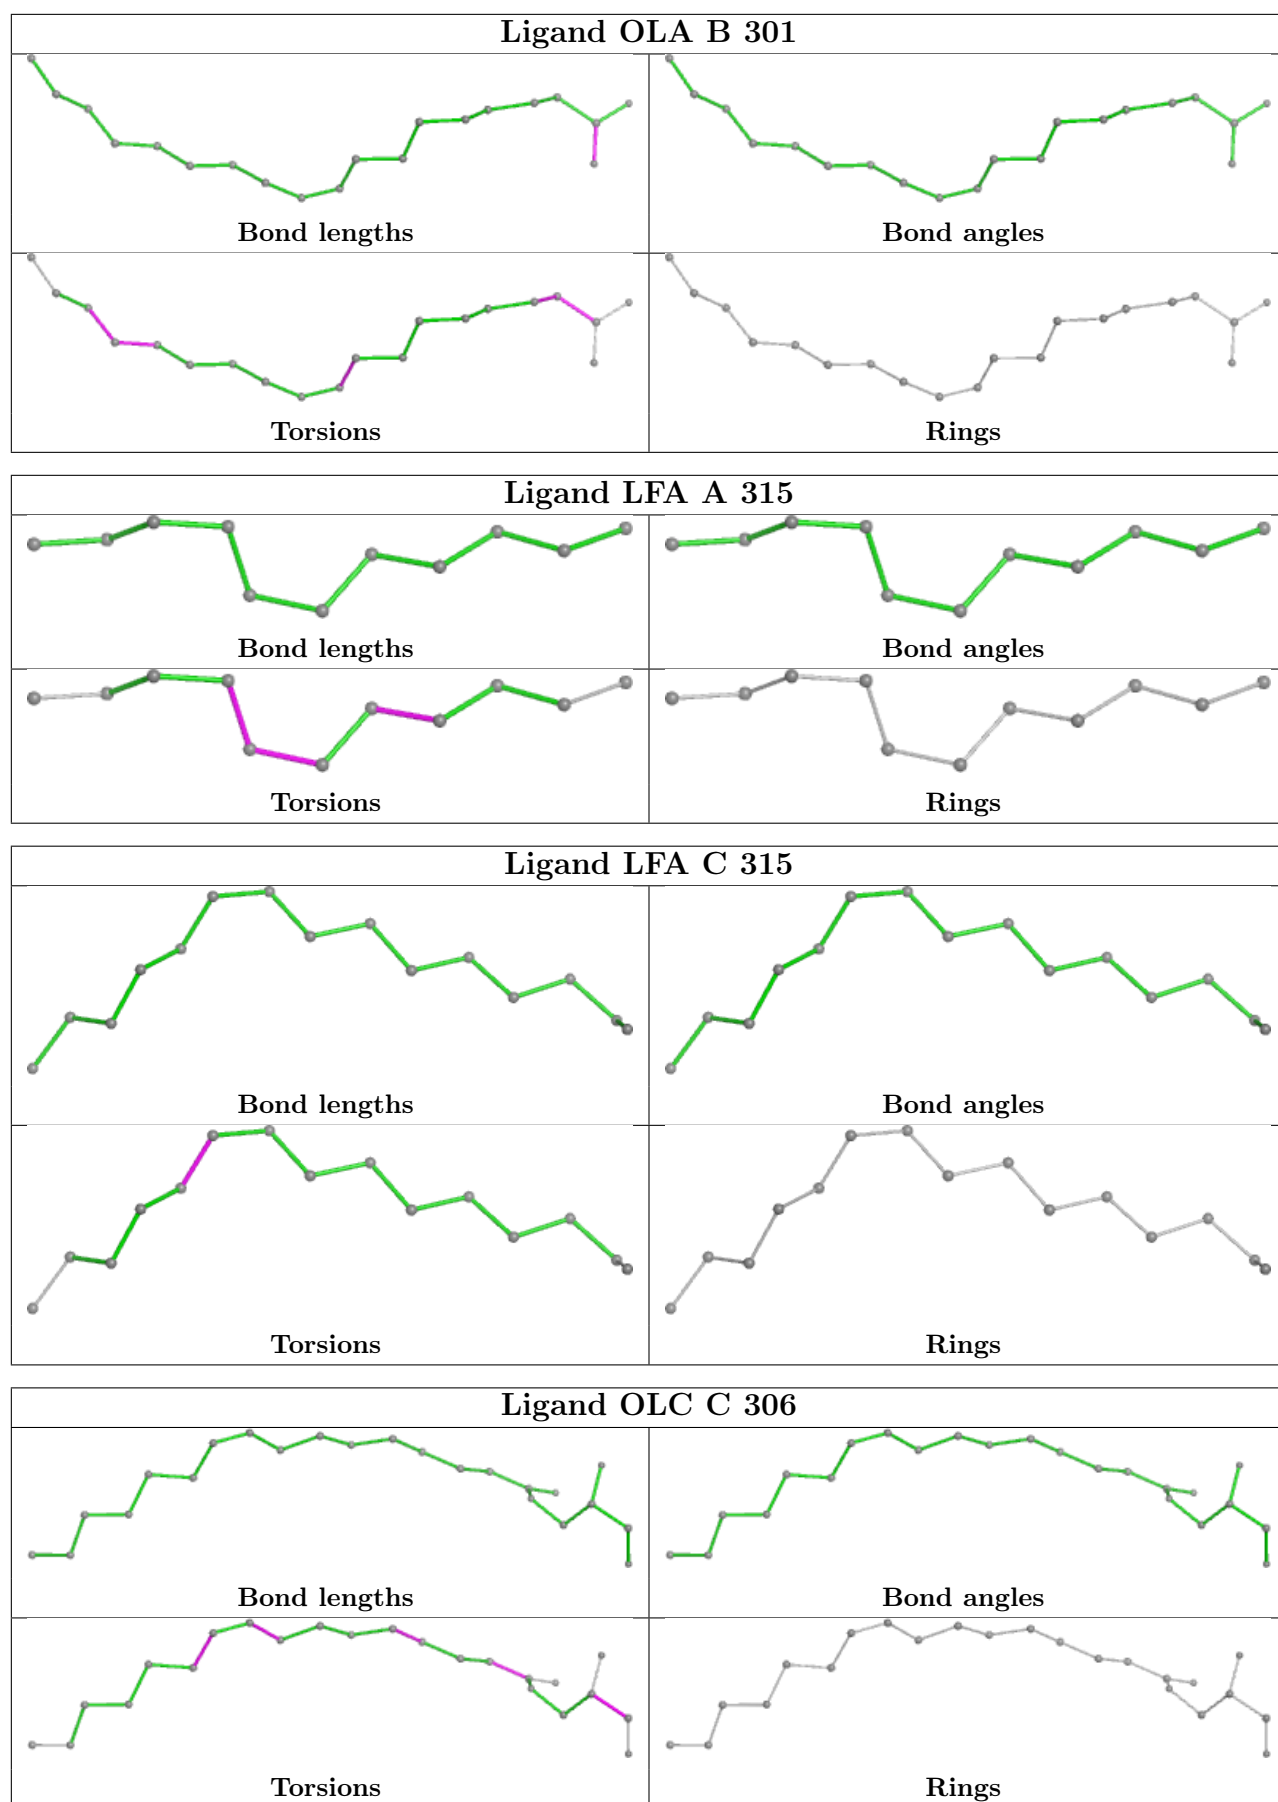 Ligand OLA B 301
Bond lengths
Bond angles
Torsions
Rings
Ligand LFA A 315
Bond lengths
Bond angles
Torsions
Rings
Ligand LFA C 315
Bond lengths
Bond angles
Torsions
Rings
Ligand OLC C 306
Bond lengths
Bond angles
Torsions
Rings